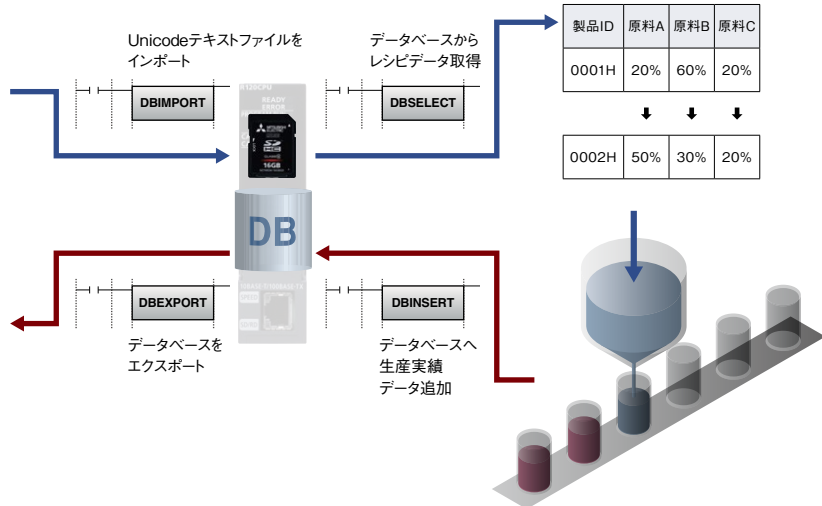 Unicodeテキストファイルを
インポート
DBIMPORT
データベースから
レシピデータ取得
DBSELECT
製品ID 原料A 原料B 原料C
0001H 20% 60% 20%
0002H 50% 30% 20%
R120CPU
READY
ERROR
MITSUBISHI
ELECTRIC
SD
HC
16GB
DB
DBEXPORT
データベースを
エクスポート
DBINSERT
データベースへ
生産実績
データ追加